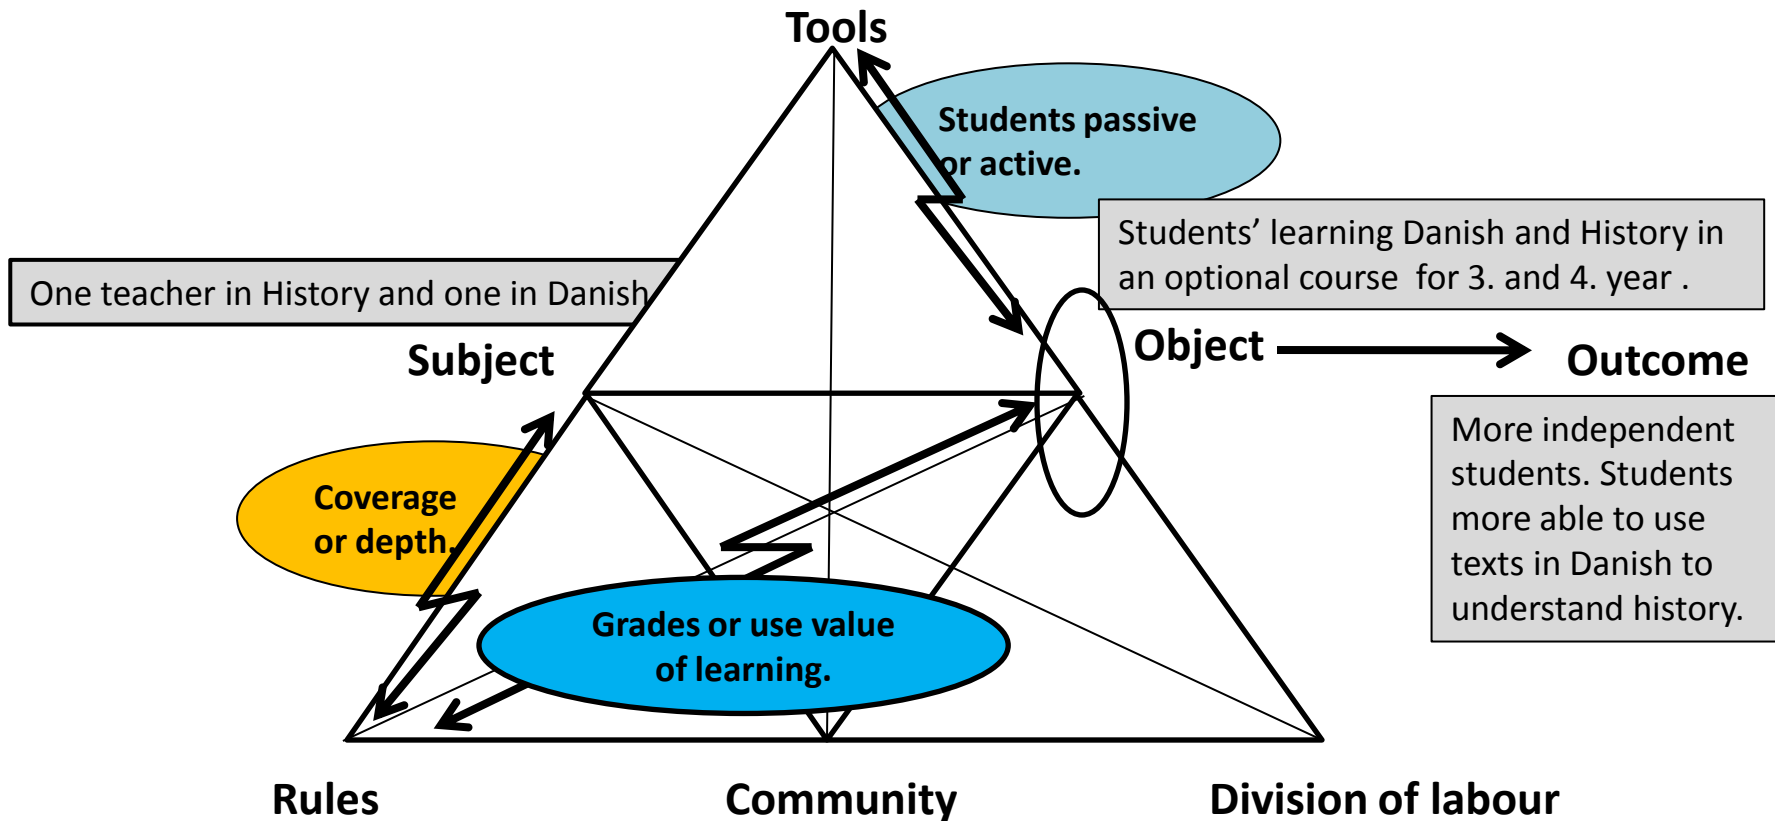 Tools
Students passive
or active.
Students’ learning Danish and History in
an optional course  for 3. and 4. year .
One teacher in History and one in Danish
Subject
Object
Outcome
More independent
students. Students
more able to use
texts in Danish to
understand history.
Coverage
or depth.
Grades or use value
of learning.
Rules
Community
Division of labour